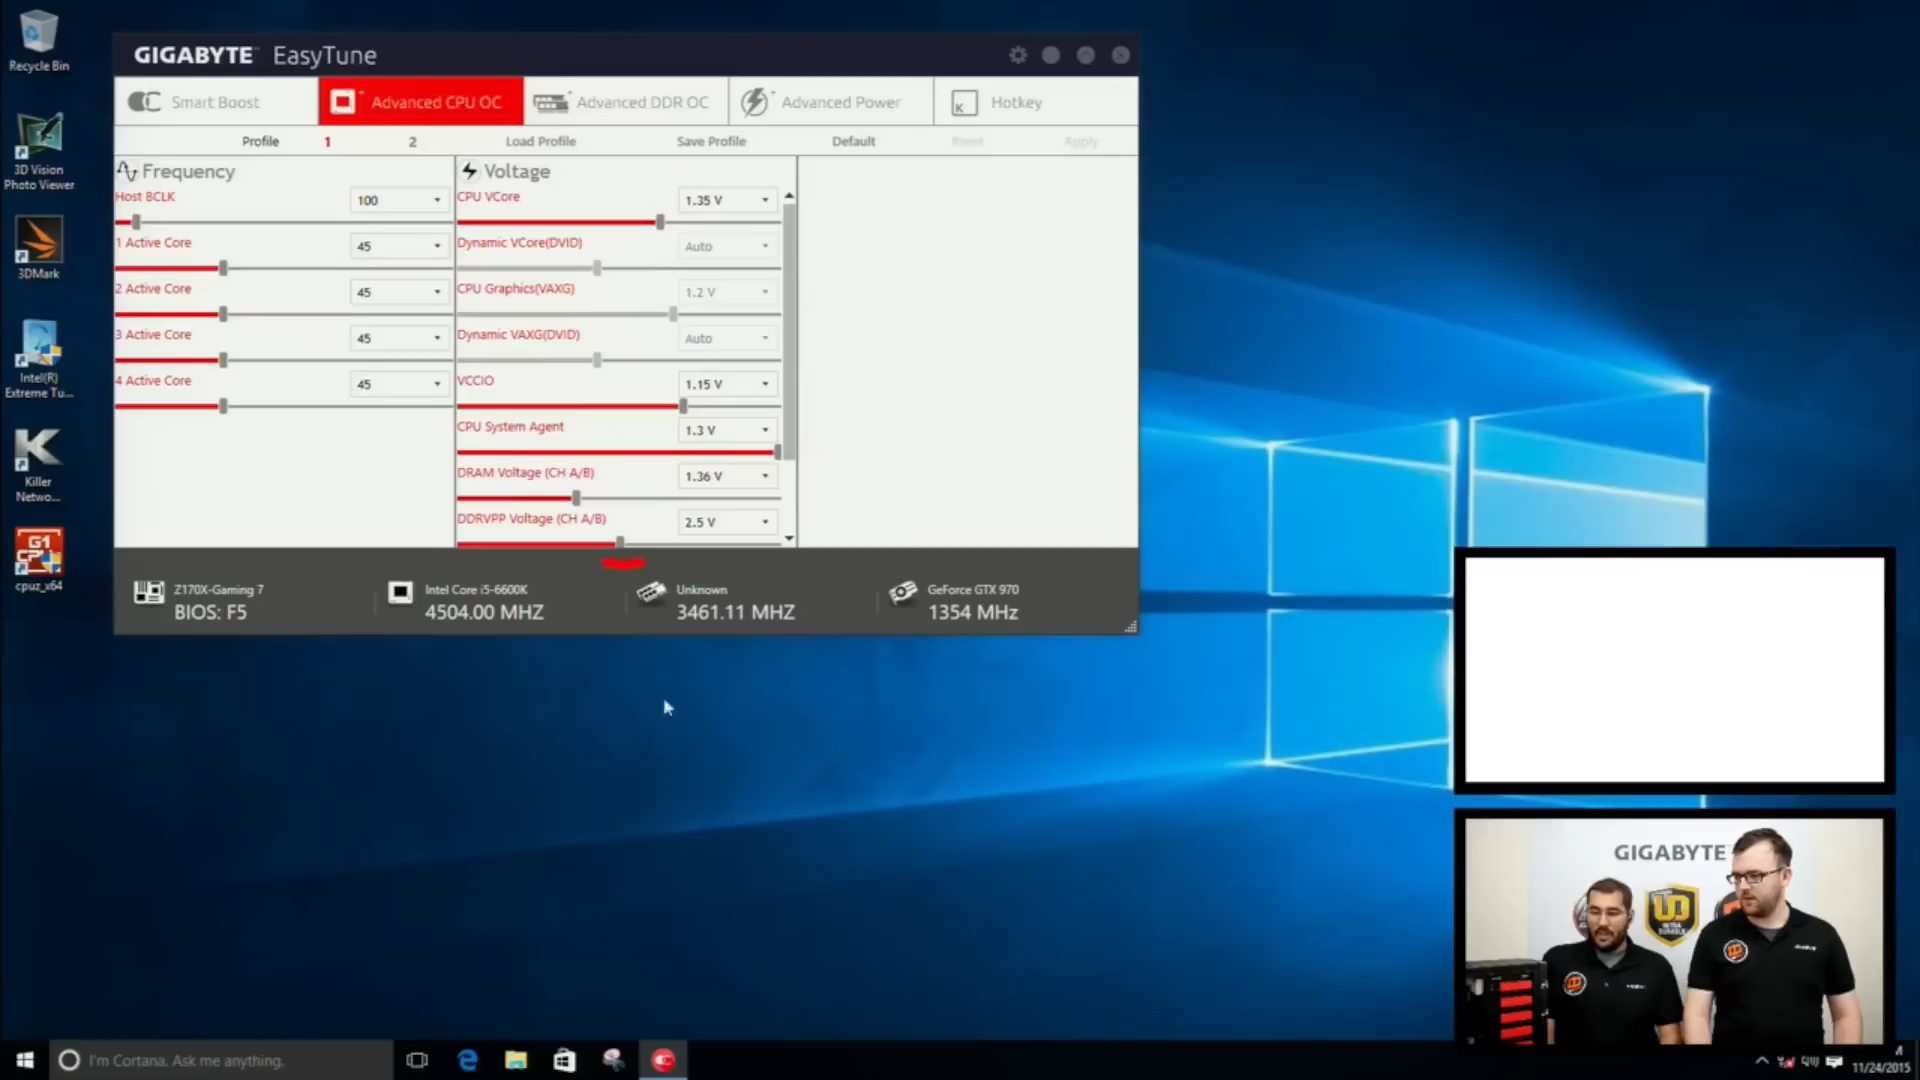 Recycle Bin
3D Vision
Photo Viewer
3DMark
Intel(R)
Extreme Tu...
Killer
Netwo...
G1
CPU
cpuz_x64
GIGABYTE EasyTune
Smart Boost
Advanced CPU OC
Advanced DDR OC
Advanced Power
K
Hotkey
Profile 1 2 Load Profile Save Profile Default Reset Apply
Frequency
Host BCLK 100
1 Active Core 45
2 Active Core 45
3 Active Core 45
4 Active Core 45
Voltage
CPU VCore 1.35 V
Dynamic VCore(DVID) Auto
CPU Graphics(VAXG) 1.2 V
Dynamic VAXG(DVID) Auto
VCCIO 1.15 V
CPU System Agent 1.3 V
DRAM Voltage (CH A/B) 1.36 V
DDRVPP Voltage (CH A/B) 2.5 V
Z170X-Gaming 7
BIOS: F5
Intel Core i5-6600K
4504.00 MHZ
Unknown
3461.11 MHZ
GeForce GTX 970
1354 MHz
GIGABYTE
ULTRA
DURABLE
I'm Cortana. Ask me anything.
11/24/2015